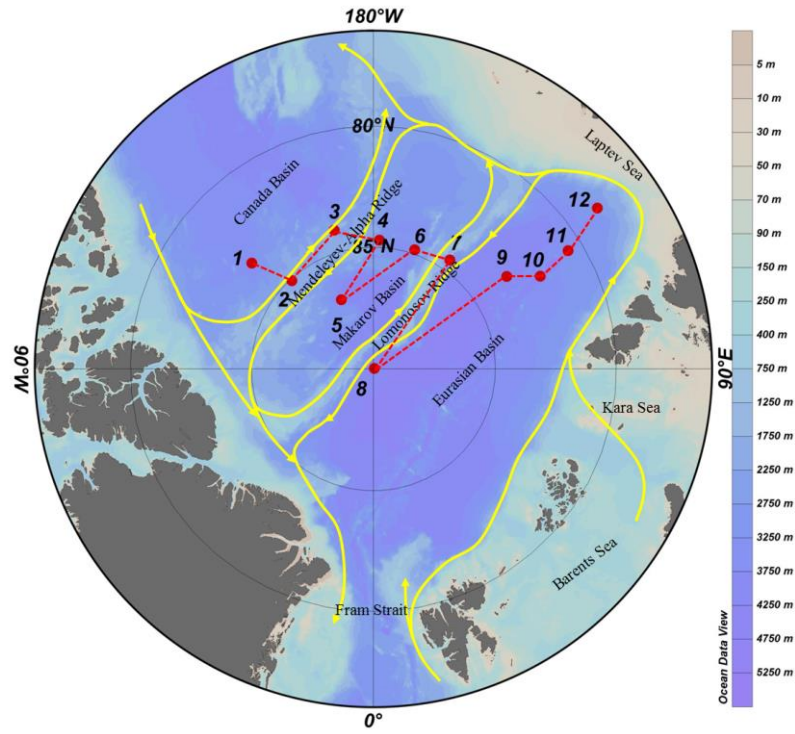 180°W
80°N
Laptev Sea
Canada Basin
Mendeleyev-Alpha Ridge
85 N
1
2
3
4
5
6
7
8
9
10
11
12
Makarov Basin
Lomonosov Ridge
Eurasian Basin
90°W
90°E
Kara Sea
Barents Sea
Fram Strait
0°
5 m
10 m
30 m
50 m
70 m
90 m
150 m
250 m
400 m
750 m
1250 m
1750 m
2250 m
2750 m
3250 m
3750 m
4250 m
4750 m
5250 m
Ocean Data View